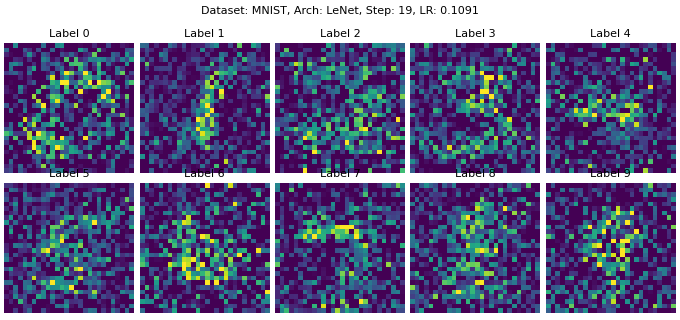 Dataset: MNIST, Arch: LeNet, Step: 19, LR: 0.1091
Label 0 Label 1 Label 2 Label 3 Label 4
Label 5 Label 6 Label 7 Label 8 Label 9